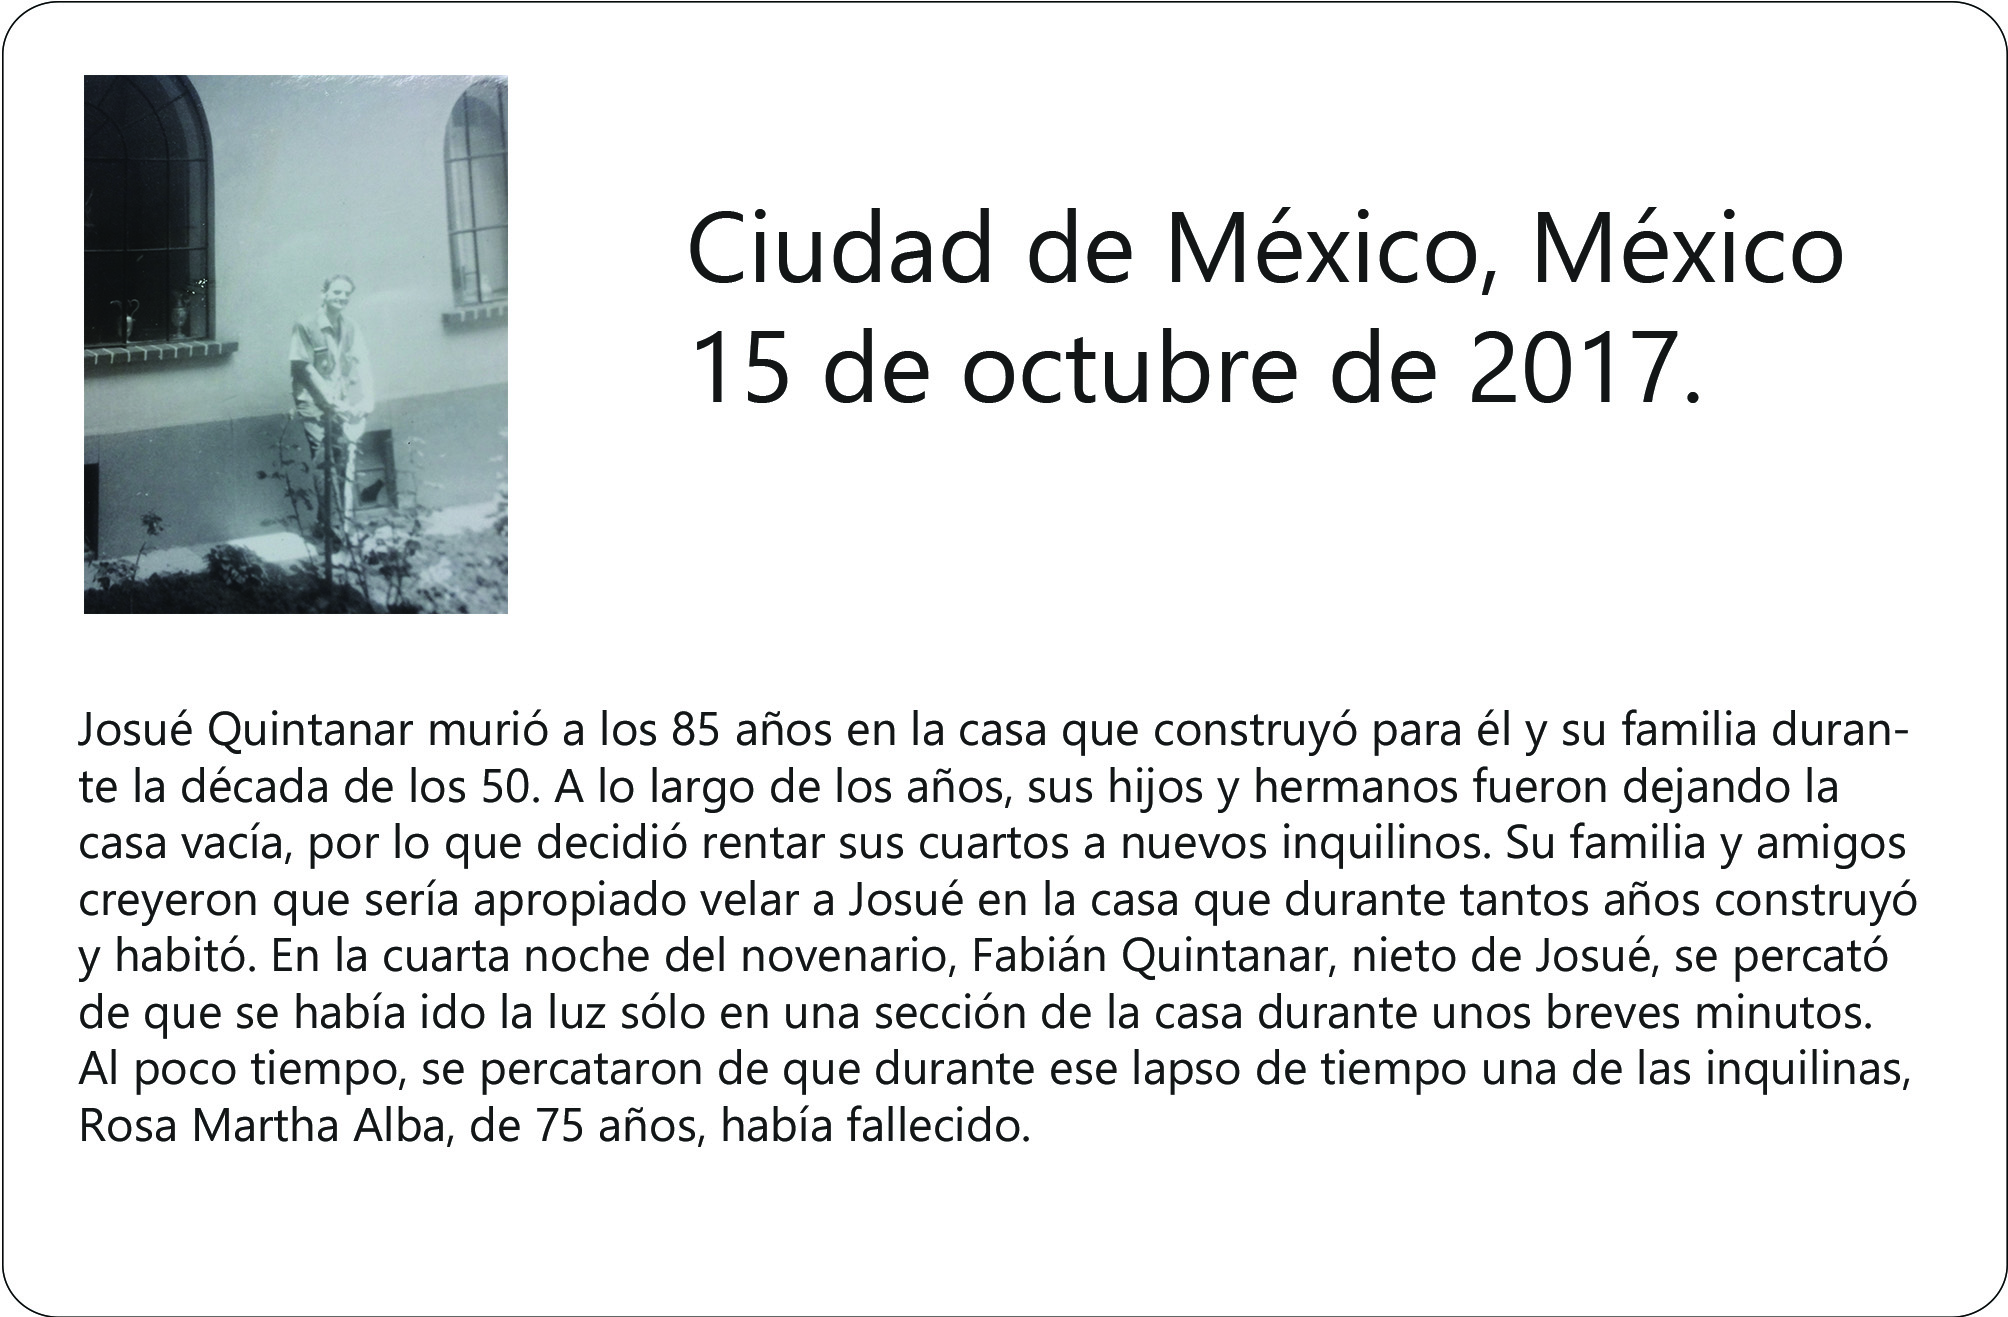 Ciudad de México, México
15 de octubre de 2017.
Josué Quintanar murió a los 85 años en la casa que construyó para él y su familia duran-
te la década de los 50. A lo largo de los años, sus hijos y hermanos fueron dejando la
casa vacía, por lo que decidió rentar sus cuartos a nuevos inquilinos. Su familia y amigos
creyeron que sería apropiado velar a Josué en la casa que durante tantos años construyó
y habitó. En la cuarta noche del novenario, Fabián Quintanar, nieto de Josué, se percató
de que se había ido la luz sólo en una sección de la casa durante unos breves minutos.
Al poco tiempo, se percataron de que durante ese lapso de tiempo una de las inquilinas,
Rosa Martha Alba, de 75 años, había fallecido.